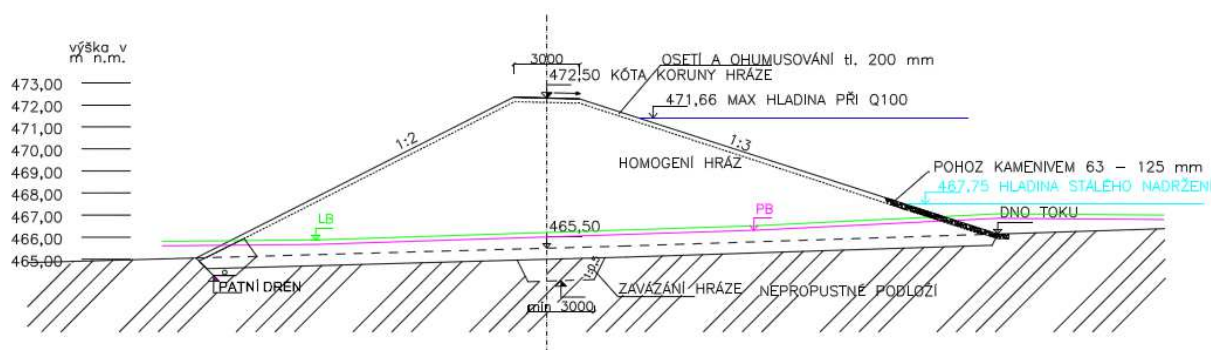 výška v
m n.m.
473,00
472,00
471,00
470,00
469,00
468,00
467,00
466,00
465,00
3000
OSETÍ A OHUMUSOVÁNÍ tl. 200 mm
472,50 KÓTA KORUNY HRÁZE
471,66 MAX HLADINA PŘI Q100
1:2
1:3
HOMOGENÍ HRÁZ
POHOZ KAMENIVEM 63 – 125 mm
467,75 HLADINA STÁLÉHO NADRŽENÍ
LB
PB
DNO TOKU
465,50
PATNÍ DRÉN
1:0,5
ZAVÁZÁNÍ HRÁZE
NEPROPUSTNÉ PODLOŽÍ
min 3000